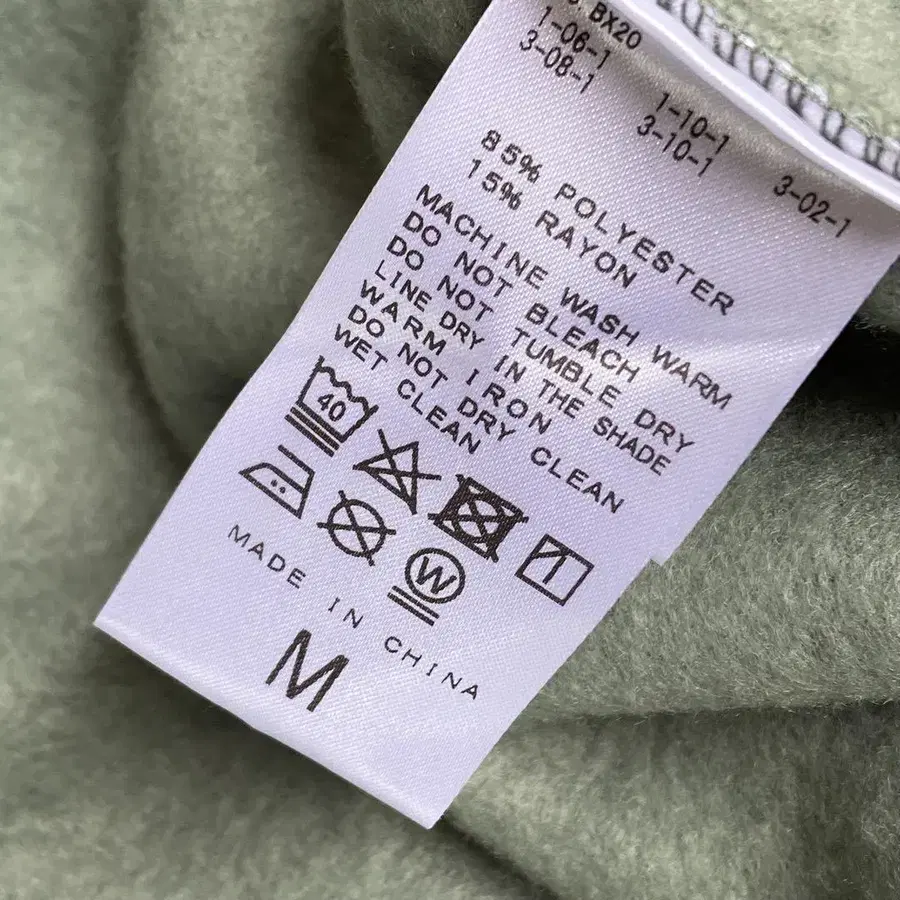 BX20
1-06-1
3-08-1
1-10-1
3-10-1
3-02-1
85% POLYESTER
15% RAYON
MACHINE WASH WARM
DO NOT BLEACH
DO NOT TUMBLE DRY
LINE DRY IN THE SHADE
WARM IRON
DO NOT DRY CLEAN
WET CLEAN
40
W
MADE IN CHINA
M